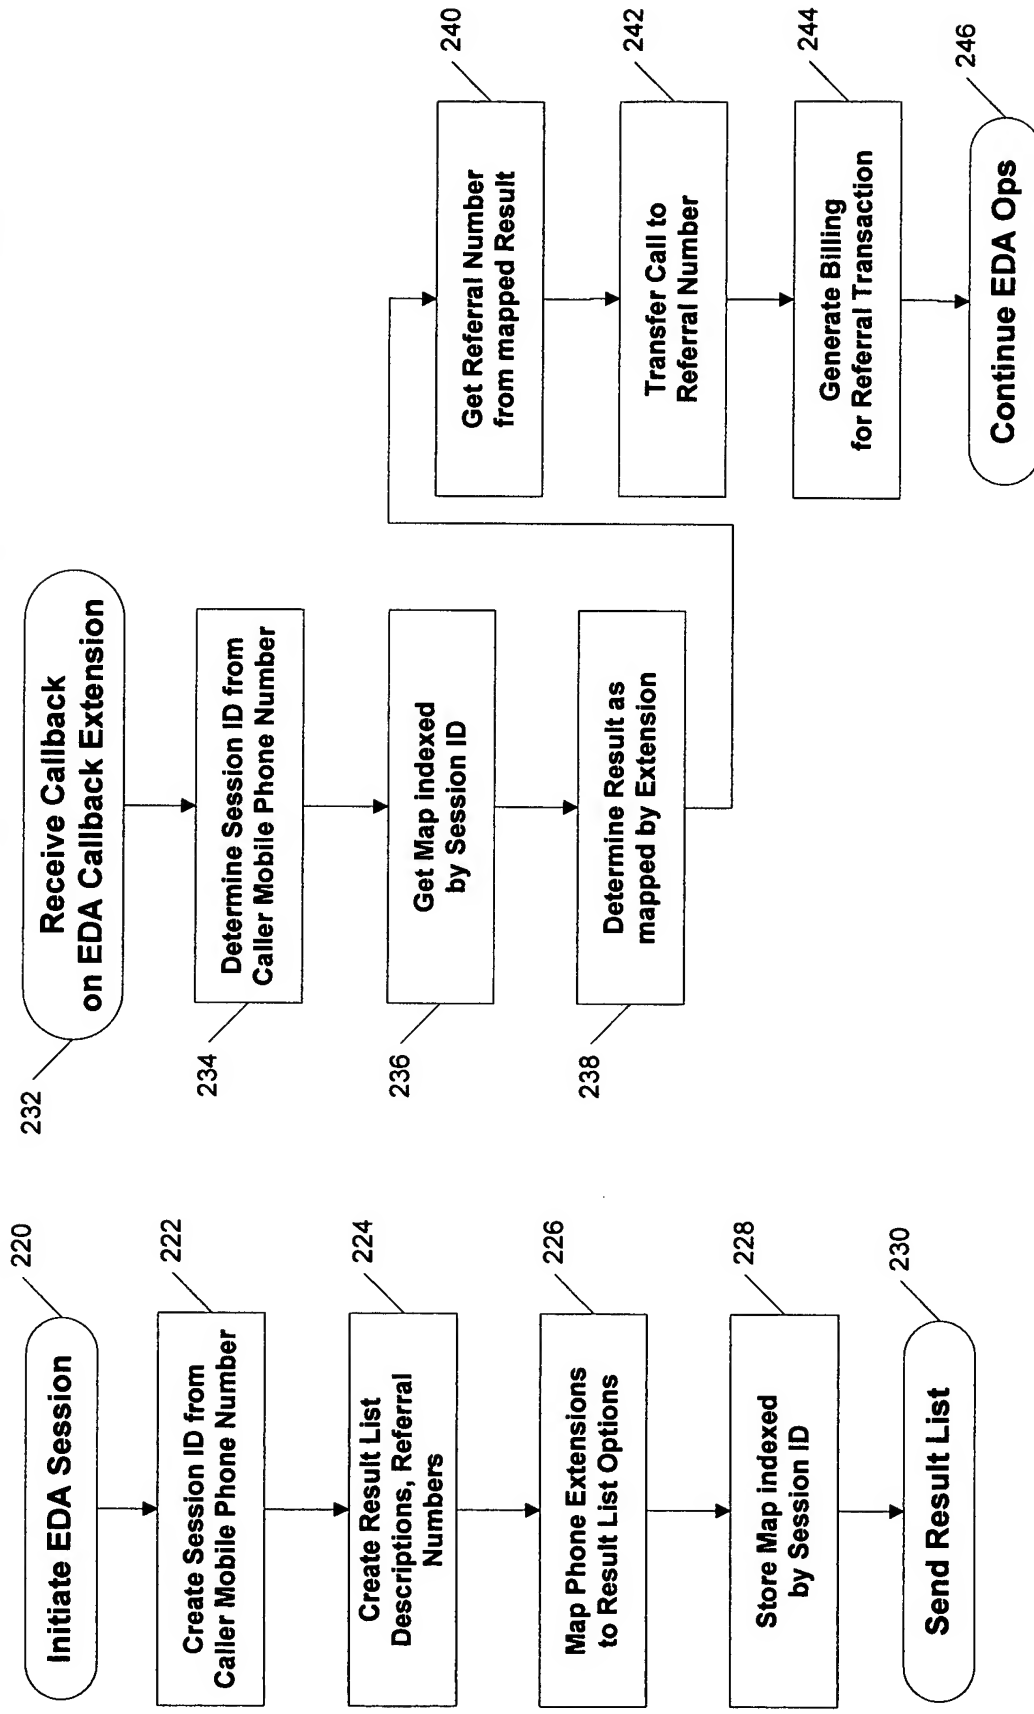 220
Initiate EDA Session
222
Create Session ID from
Caller Mobile Phone Number
224
Create Result List
Descriptions, Referral
Numbers
226
Map Phone Extensions
to Result List Options
228
Store Map indexed
by Session ID
230
Send Result List
232
Receive Callback
on EDA Callback Extension
234
Determine Session ID from
Caller Mobile Phone Number
236
Get Map indexed
by Session ID
238
Determine Result as
mapped by Extension
240
Get Referral Number
from mapped Result
242
Transfer Call to
Referral Number
244
Generate Billing
for Referral Transaction
246
Continue EDA Ops